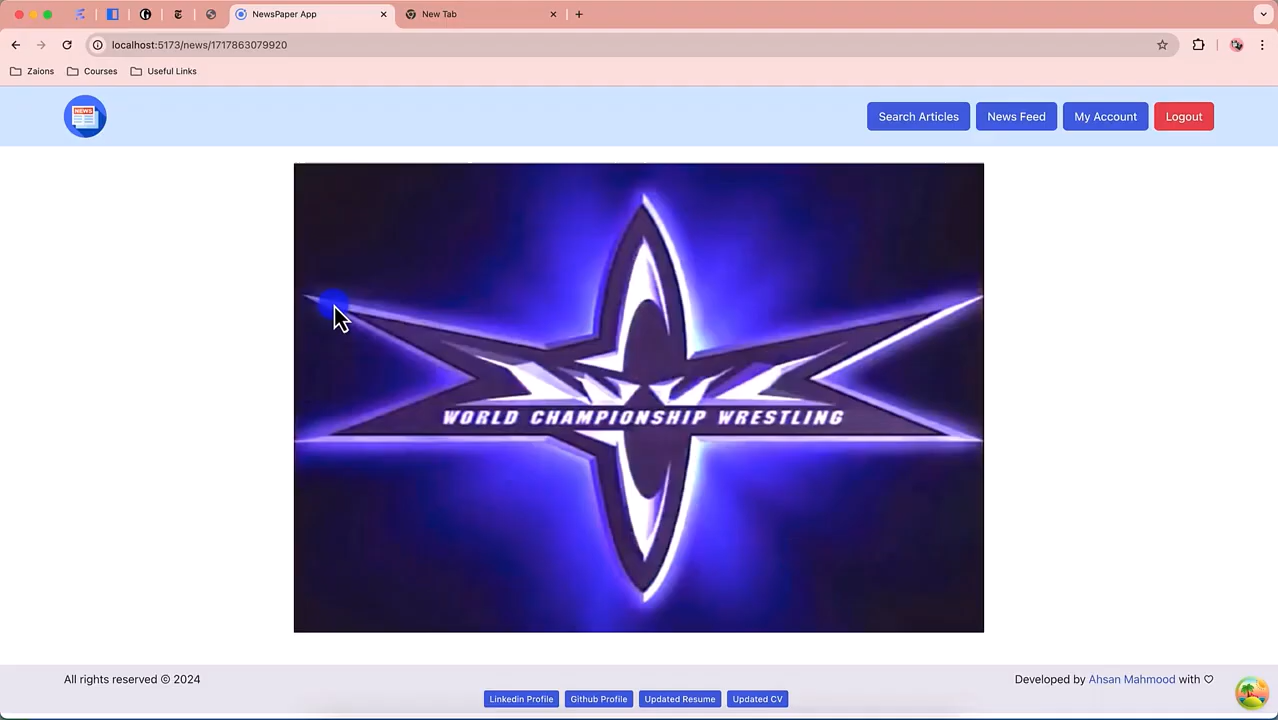 NewsPaper App
New Tab
localhost:5173/news/1717863079920
Zaions
Courses
Useful Links
NEWS
Search Articles
News Feed
My Account
Logout
WORLD CHAMPIONSHIP WRESTLING
All rights reserved © 2024
Developed by Ahsan Mahmood with ♡
Linkedin Profile
Github Profile
Updated Resume
Updated CV